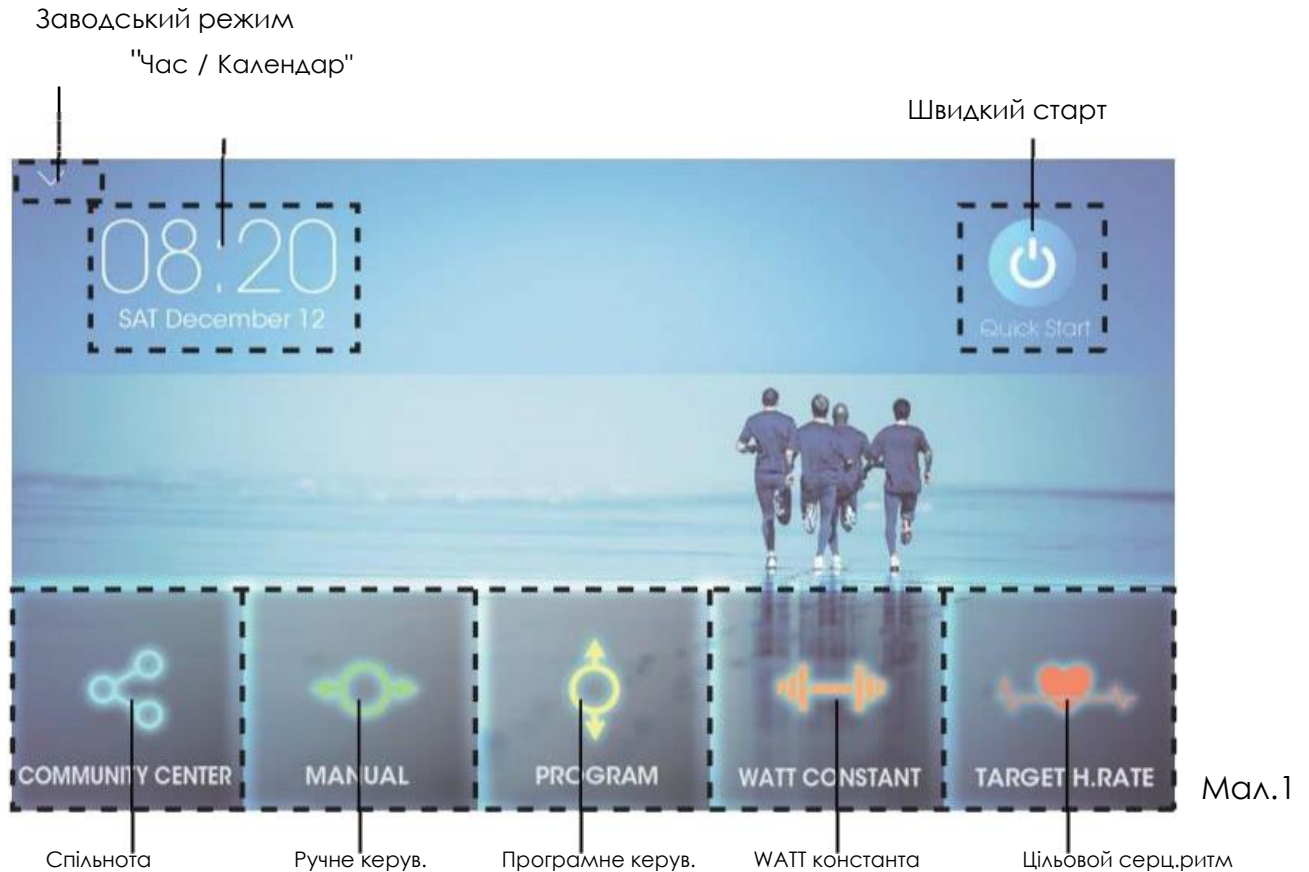 Заводський режим
"Час / Календар"
Швидкий старт
08:20
SAT December 12
Quick Start
COMMUNITY CENTER
MANUAL
PROGRAM
WATT CONSTANT
TARGET H.RATE
Мал.1
Спільнота
Ручне керув.
Програмне керув.
WATT константа
Цільовой серц.ритм